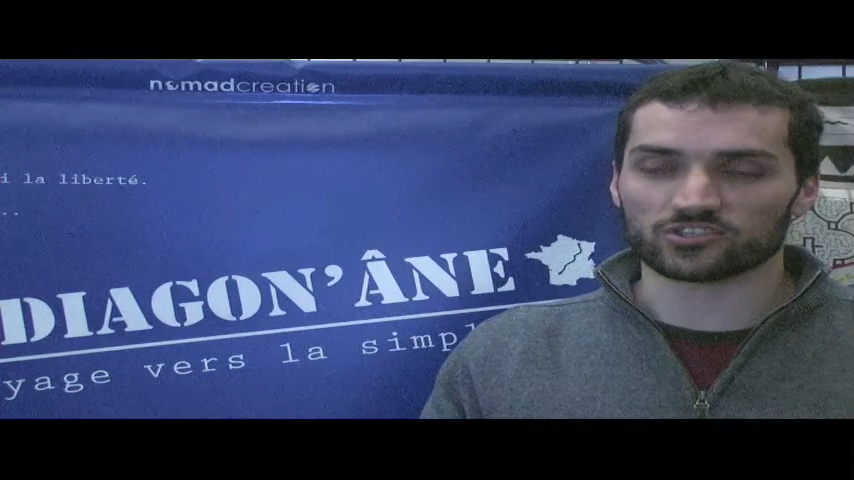 nomadcreation
i la liberté.
..
DIAGON'ÂNE
yage vers la simpl